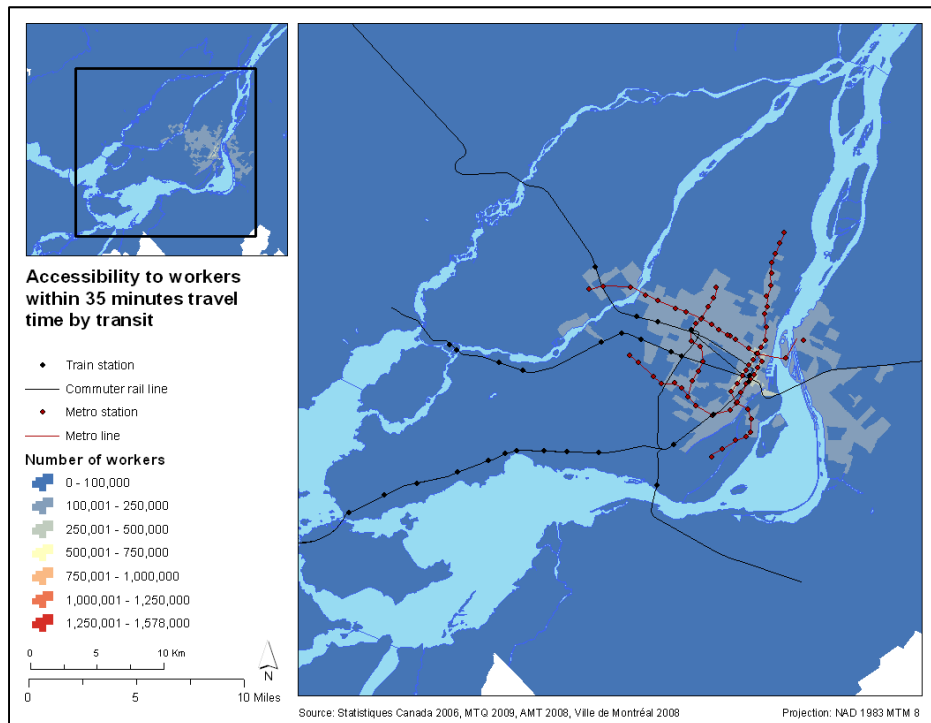 Accessibility to workers
within 35 minutes travel
time by transit
Train station
Commuter rail line
Metro station
Metro line
Number of workers
0 - 100,000
100,001 - 250,000
250,001 - 500,000
500,001 - 750,000
750,001 - 1,000,000
1,000,001 - 1,250,000
1,250,001 - 1,578,000
0 5 10 Km
N
0 5 10 Miles
Source: Statistiques Canada 2006, MTQ 2009, AMT 2008, Ville de Montréal 2008 Projection: NAD 1983 MTM 8